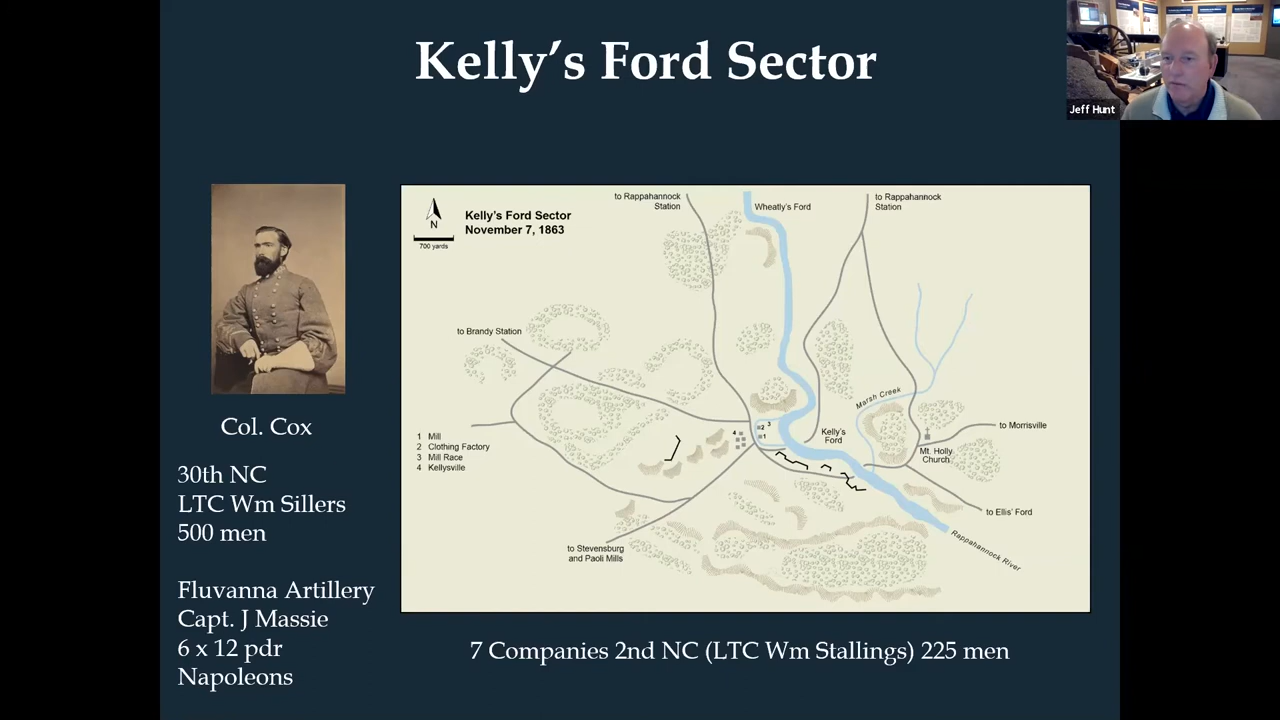 Kelly's Ford Sector
Jeff Hunt
Col. Cox
30th NC
LTC Wm Sillers
500 men
Fluvanna Artillery
Capt. J Massie
6 x 12 pdr
Napoleons
N
700 yards
Kelly's Ford Sector
November 7, 1863
to Rappahannock
Station
Wheatly's Ford
to Rappahannock
Station
to Brandy Station
Marsh Creek
1 Mill
2 Clothing Factory
3 Mill Race
4 Kellysville
4
2
3
1
Kelly's
Ford
to Morrisville
Mt. Holly
Church
to Ellis' Ford
to Stevensburg
and Paoli Mills
Rappahannock River
7 Companies 2nd NC (LTC Wm Stallings) 225 men